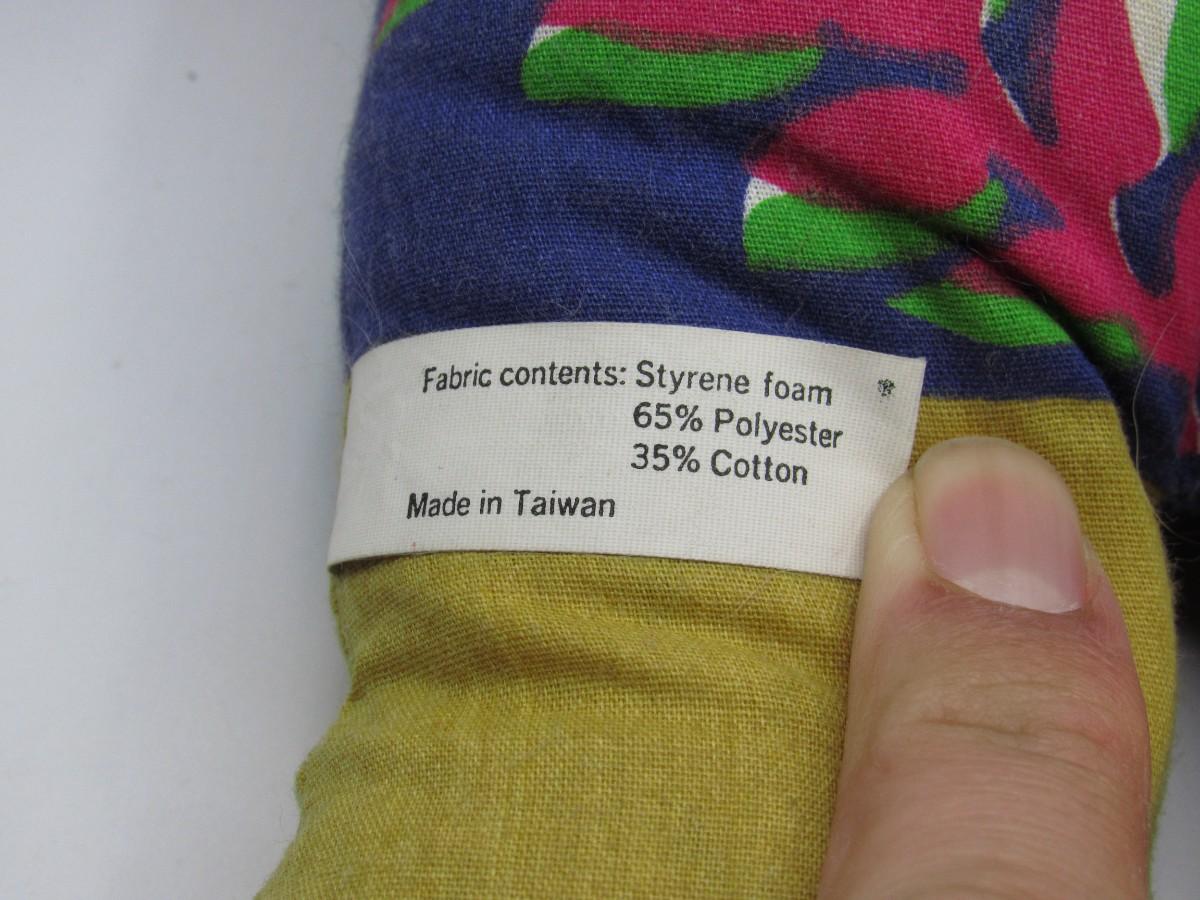 Fabric contents: Styrene foam
65% Polyester
35% Cotton
Made in Taiwan